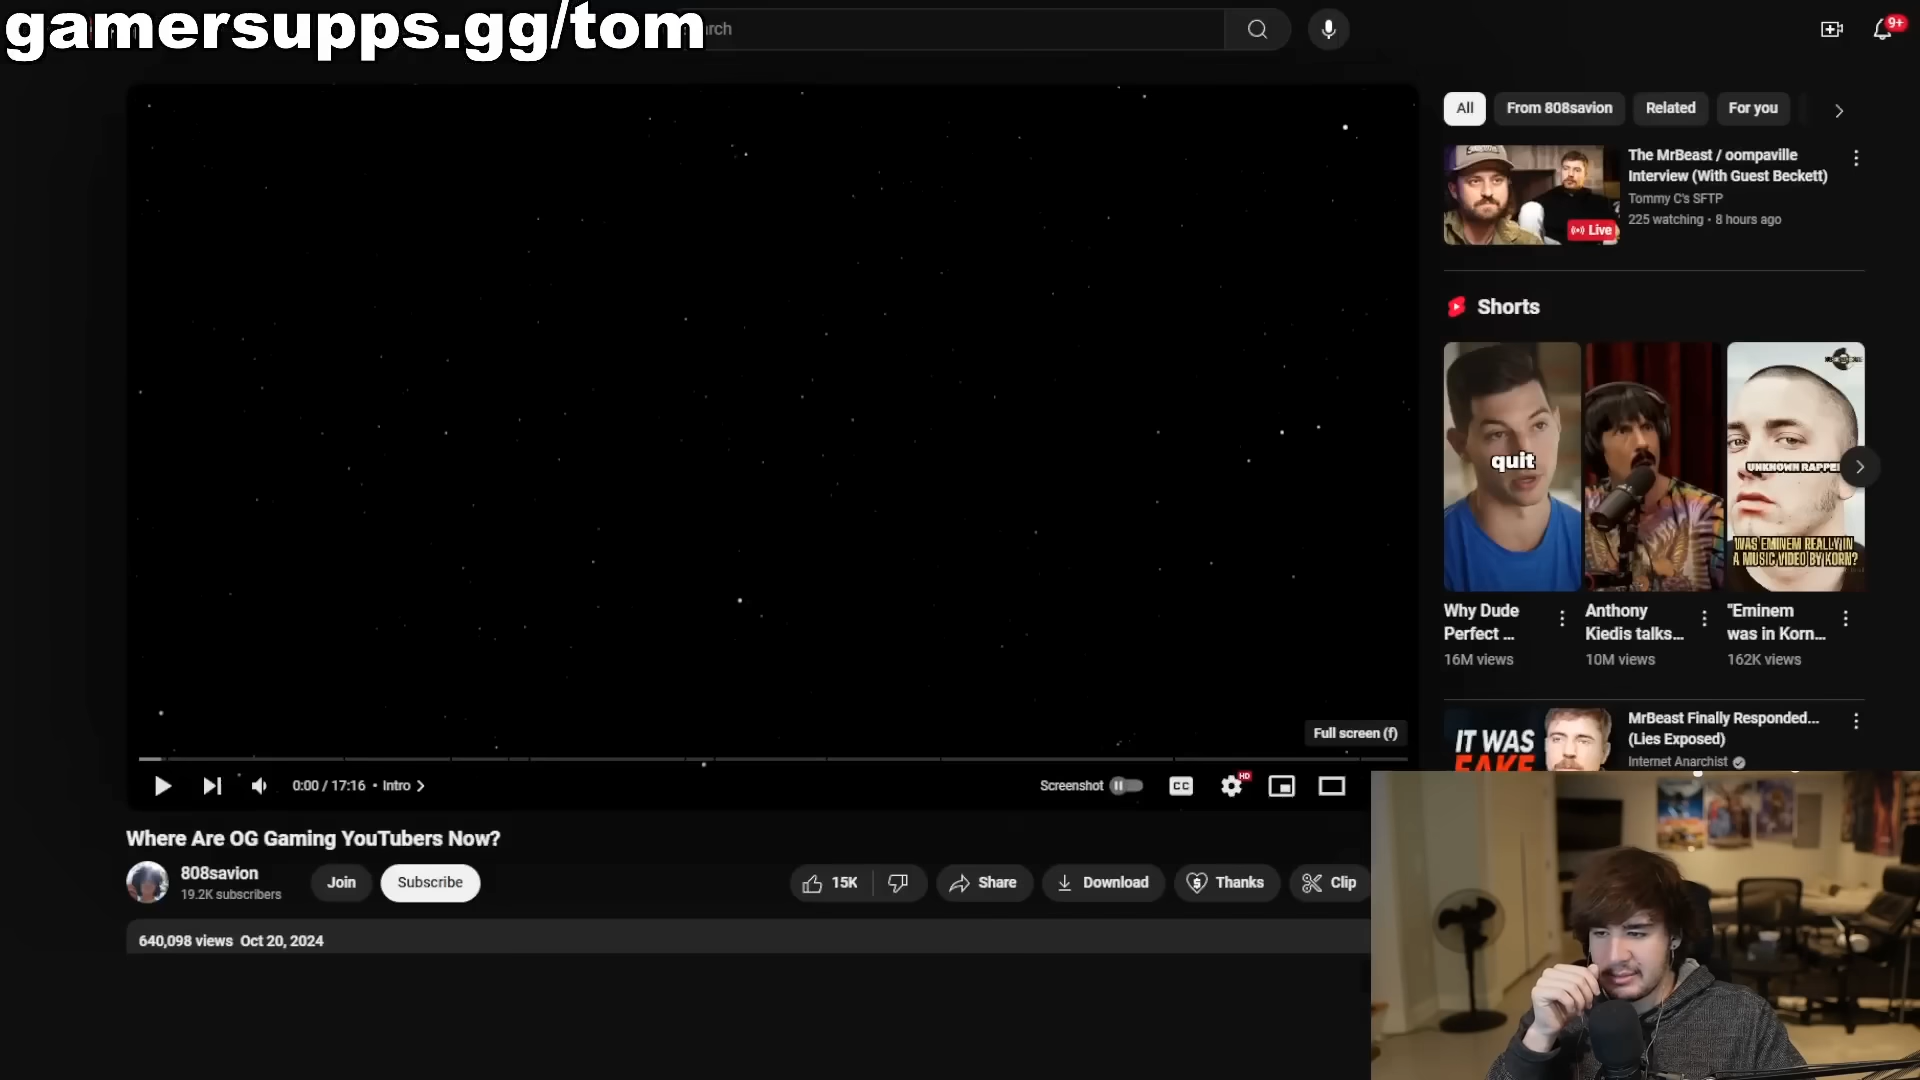 gamersupps.gg/tom
rch
9+
All
From 808savion
Related
For you
The MrBeast / oompaville
Interview (With Guest Beckett)
Tommy C's SFTP
225 watching • 8 hours ago
Live
Shorts
quit
UNKNOWN RAPPE
WAS EMINEM REALLY IN
A MUSIC VIDEO BY KORN?
Why Dude
Perfect ...
16M views
Anthony
Kiedis talks...
10M views
"Eminem
was in Korn...
162K views
IT WAS
FAKE
MrBeast Finally Responded...
(Lies Exposed)
Internet Anarchist
Full screen (f)
0:00 / 17:16 • Intro
Screenshot
CC
HD
Where Are OG Gaming YouTubers Now?
808savion
19.2K subscribers
Join
Subscribe
15K
Share
Download
Thanks
Clip
640,098 views Oct 20, 2024